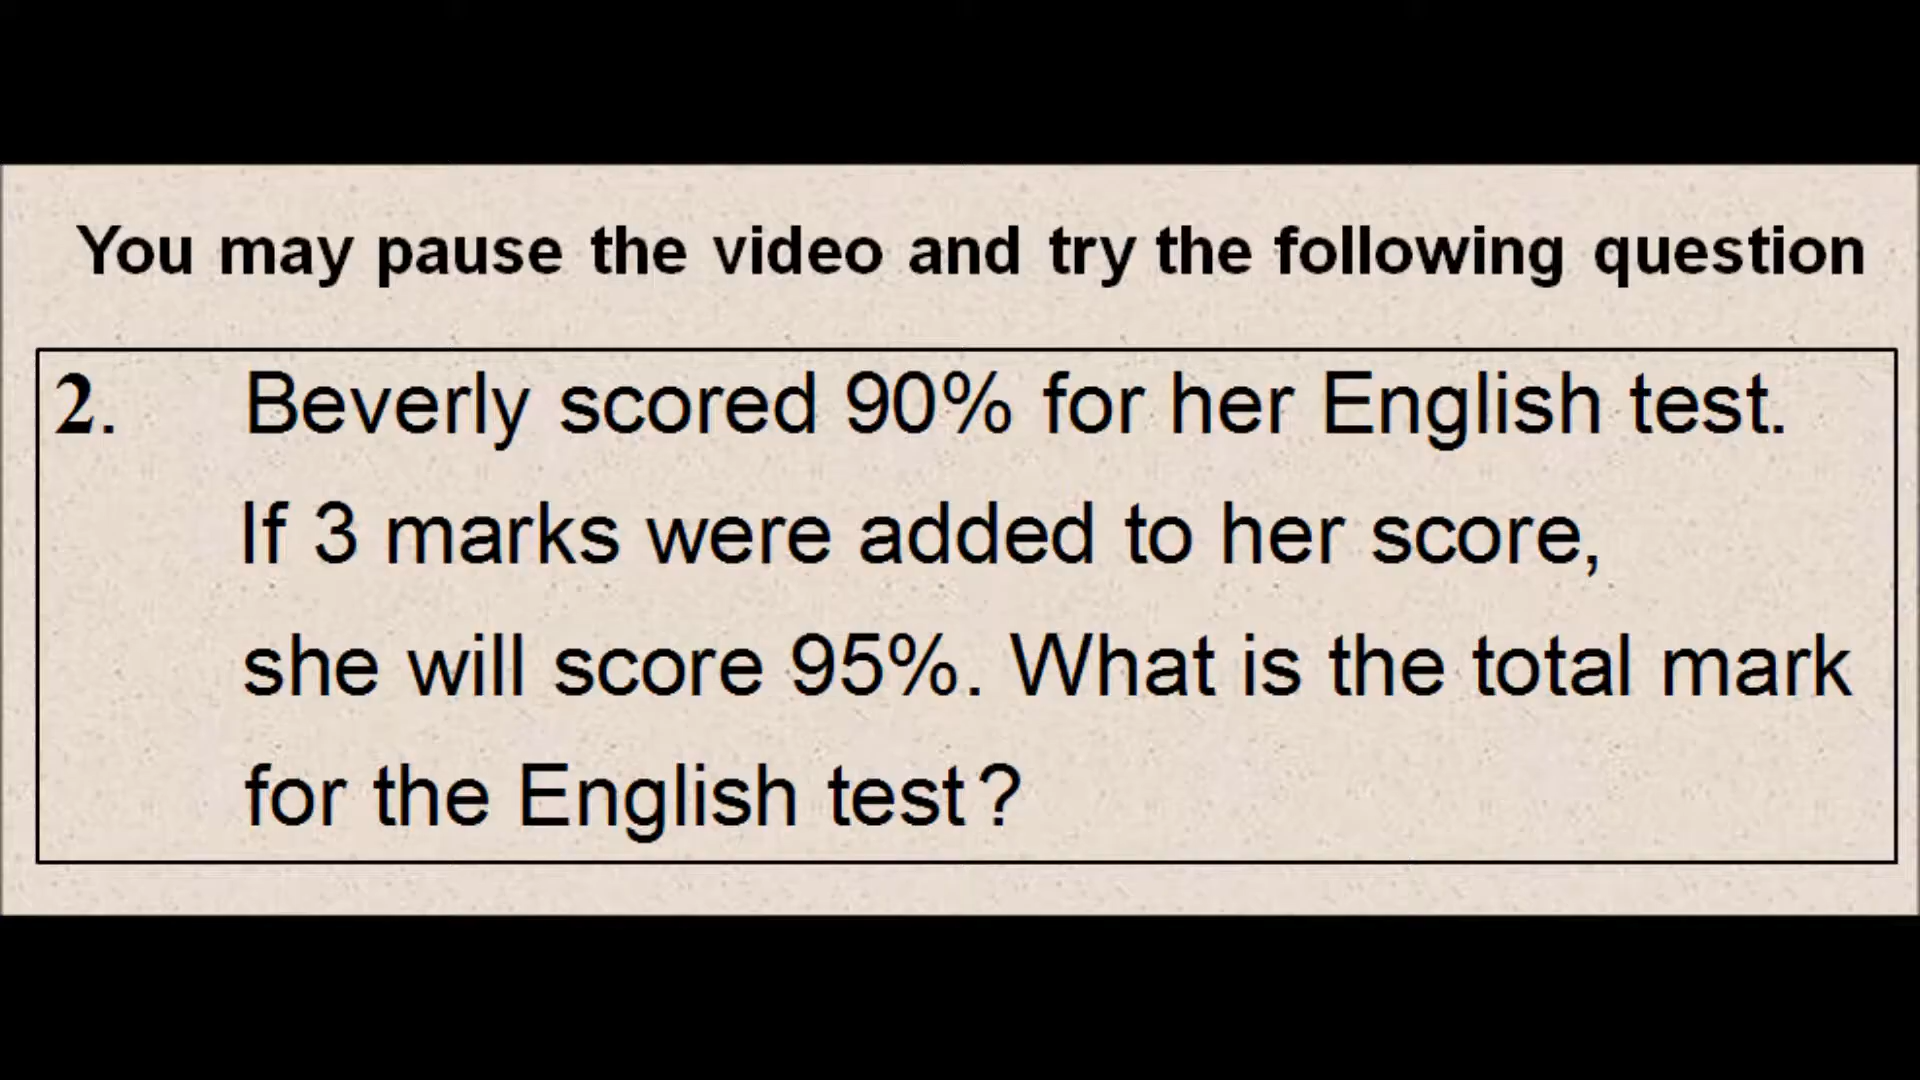 You may pause the video and try the following question
2. Beverly scored 90% for her English test.
If 3 marks were added to her score,
she will score 95%. What is the total mark
for the English test?